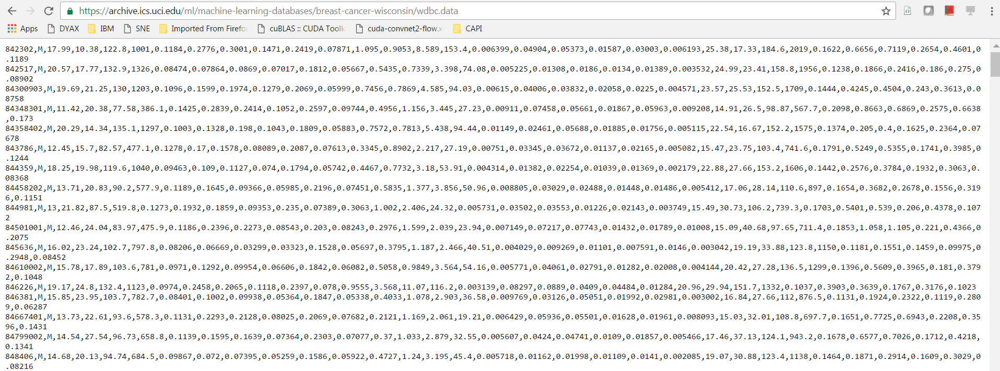 https://archive.ics.uci.edu/ml/machine-learning-databases/breast-cancer-wisconsin/wdbc.data
Apps DYAX IBM SNE Imported From Firefo cuBLAS :: CUDA Toolk cuda-convnet2-flow.x CAPI
842302,M,17.99,10.38,122.8,1001,0.1184,0.2776,0.3001,0.1471,0.2419,0.07871,1.095,0.9053,8.589,153.4,0.006399,0.04904,0.05373,0.01587,0.03003,0.006193,25.38,17.33,184.6,2019,0.1622,0.6656,0.7119,0.2654,0.4601,0
.1189
842517,M,20.57,17.77,132.9,1326,0.08474,0.07864,0.0869,0.07017,0.1812,0.05667,0.5435,0.7339,3.398,74.08,0.005225,0.01308,0.0186,0.0134,0.01389,0.003532,24.99,23.41,158.8,1956,0.1238,0.1866,0.2416,0.186,0.275,0
.08902
84300903,M,19.69,21.25,130,1203,0.1096,0.1599,0.1974,0.1279,0.2069,0.05999,0.7456,0.7869,4.585,94.03,0.00615,0.04006,0.03832,0.02058,0.0225,0.004571,23.57,25.53,152.5,1709,0.1444,0.4245,0.4504,0.243,0.3613,0.0
8758
84348301,M,11.42,20.38,77.58,386.1,0.1425,0.2839,0.2414,0.1052,0.2597,0.09744,0.4956,1.156,3.445,27.23,0.00911,0.07458,0.05661,0.01867,0.05963,0.009208,14.91,26.5,98.87,567.7,0.2098,0.8663,0.6869,0.2575,0.6638
,0.173
84358402,M,20.29,14.34,135.1,1297,0.1003,0.1328,0.198,0.1043,0.1809,0.05883,0.7572,0.7813,5.438,94.44,0.01149,0.02461,0.05688,0.01885,0.01756,0.005115,22.54,16.67,152.2,1575,0.1374,0.205,0.4,0.1625,0.2364,0.07
678
843786,M,12.45,15.7,82.57,477.1,0.1278,0.17,0.1578,0.08089,0.2087,0.07613,0.3345,0.8902,2.217,27.19,0.00751,0.03345,0.03672,0.01137,0.02165,0.005082,15.47,23.75,103.4,741.6,0.1791,0.5249,0.5355,0.1741,0.3985,0
.1244
844359,M,18.25,19.98,119.6,1040,0.09463,0.109,0.1127,0.074,0.1794,0.05742,0.4467,0.7732,3.18,53.91,0.004314,0.01382,0.02254,0.01039,0.01369,0.002179,22.88,27.66,153.2,1606,0.1442,0.2576,0.3784,0.1932,0.3063,0.
08368
84458202,M,13.71,20.83,90.2,577.9,0.1189,0.1645,0.09366,0.05985,0.2196,0.07451,0.5835,1.377,3.856,50.96,0.008805,0.03029,0.02488,0.01448,0.01486,0.005412,17.06,28.14,110.6,897,0.1654,0.3682,0.2678,0.1556,0.319
6,0.1151
844981,M,13,21.82,87.5,519.8,0.1273,0.1932,0.1859,0.09353,0.235,0.07389,0.3063,1.002,2.406,24.32,0.005731,0.03502,0.03553,0.01226,0.02143,0.003749,15.49,30.73,106.2,739.3,0.1703,0.5401,0.539,0.206,0.4378,0.107
2
84501001,M,12.46,24.04,83.97,475.9,0.1186,0.2396,0.2273,0.08543,0.203,0.08243,0.2976,1.599,2.039,23.94,0.007149,0.07217,0.07743,0.01432,0.01789,0.01008,15.09,40.68,97.65,711.4,0.1853,1.058,1.105,0.221,0.4366,0
.2075
845636,M,16.02,23.24,102.7,797.8,0.08206,0.06669,0.03299,0.03323,0.1528,0.05697,0.3795,1.187,2.466,40.51,0.004029,0.009269,0.01101,0.007591,0.0146,0.003042,19.19,33.88,123.8,1150,0.1181,0.1551,0.1459,0.09975,0
.2948,0.08452
84610002,M,15.78,17.89,103.6,781,0.0971,0.1292,0.09954,0.06606,0.1842,0.06082,0.5058,0.9849,3.564,54.16,0.005771,0.04061,0.02791,0.01282,0.02008,0.004144,20.42,27.28,136.5,1299,0.1396,0.5609,0.3965,0.181,0.379
2,0.1048
846226,M,19.17,24.8,132.4,1123,0.0974,0.2458,0.2065,0.1118,0.2397,0.078,0.9555,3.568,11.07,116.2,0.003139,0.08297,0.0889,0.0409,0.04484,0.01284,20.96,29.94,151.7,1332,0.1037,0.3903,0.3639,0.1767,0.3176,0.1023
846381,M,15.85,23.95,103.7,782.7,0.08401,0.1002,0.09938,0.05364,0.1847,0.05338,0.4033,1.078,2.903,36.58,0.009769,0.03126,0.05051,0.01992,0.02981,0.003002,16.84,27.66,112,876.5,0.1131,0.1924,0.2322,0.1119,0.280
9,0.06287
84667401,M,13.73,22.61,93.6,578.3,0.1131,0.2293,0.2128,0.08025,0.2069,0.07682,0.2121,1.169,2.061,19.21,0.006429,0.05936,0.05501,0.01628,0.01961,0.008093,15.03,32.01,108.8,697.7,0.1651,0.7725,0.6943,0.2208,0.35
96,0.1431
84799002,M,14.54,27.54,96.73,658.8,0.1139,0.1595,0.1639,0.07364,0.2303,0.07077,0.37,1.033,2.879,32.55,0.005607,0.0424,0.04741,0.0109,0.01857,0.005466,17.46,37.13,124.1,943.2,0.1678,0.6577,0.7026,0.1712,0.4218,
0.1341
848406,M,14.68,20.13,94.74,684.5,0.09867,0.072,0.07395,0.05259,0.1586,0.05922,0.4727,1.24,3.195,45.4,0.005718,0.01162,0.01998,0.01109,0.0141,0.002085,19.07,30.88,123.4,1138,0.1464,0.1871,0.2914,0.1609,0.3029,0
.08216